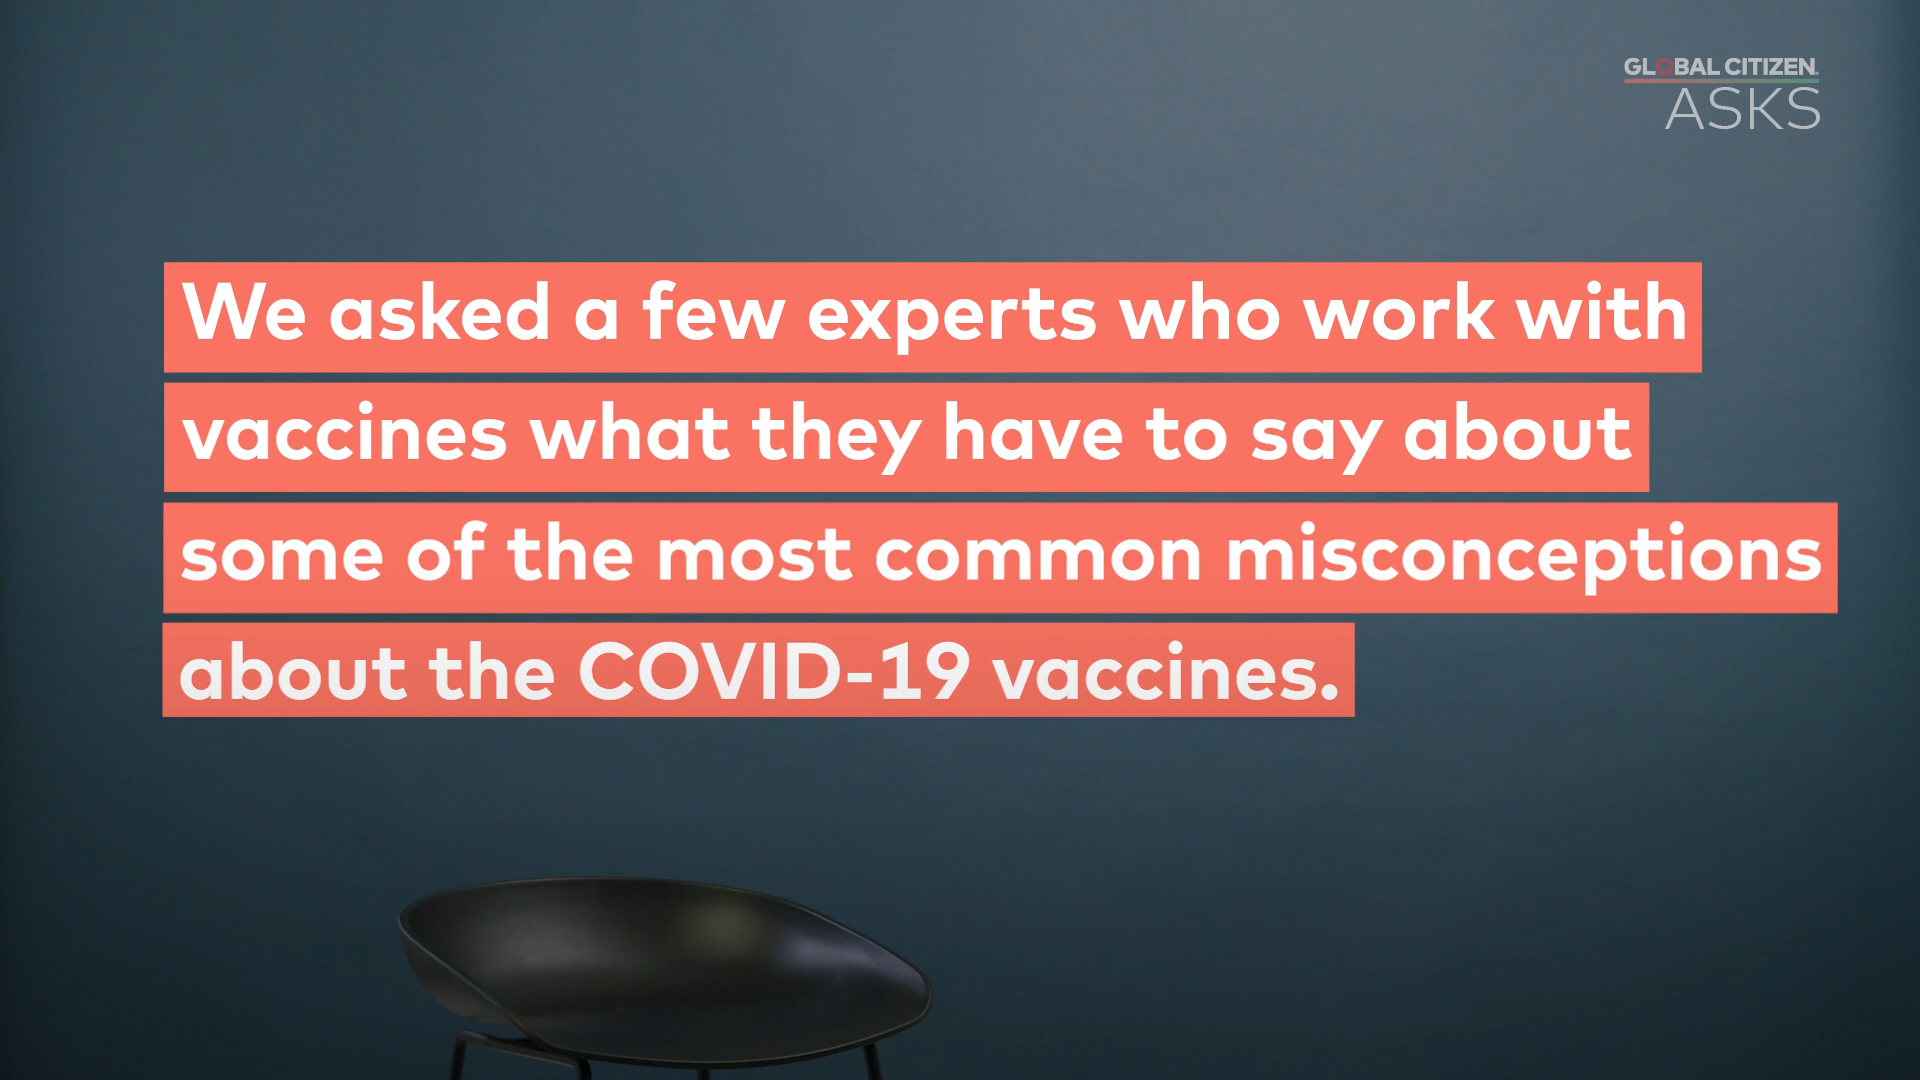 GLOBAL CITIZEN.
ASKS
We asked a few experts who work with
vaccines what they have to say about
some of the most common misconceptions
about the COVID-19 vaccines.